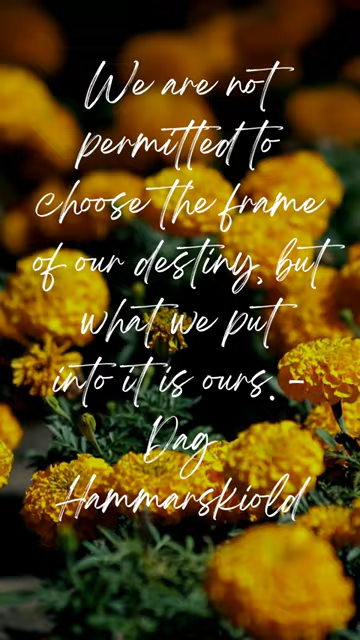 We are not
permitted to
choose the frame
of our destiny, but
what we put
into it is ours. -
Dag
Hammarskiold